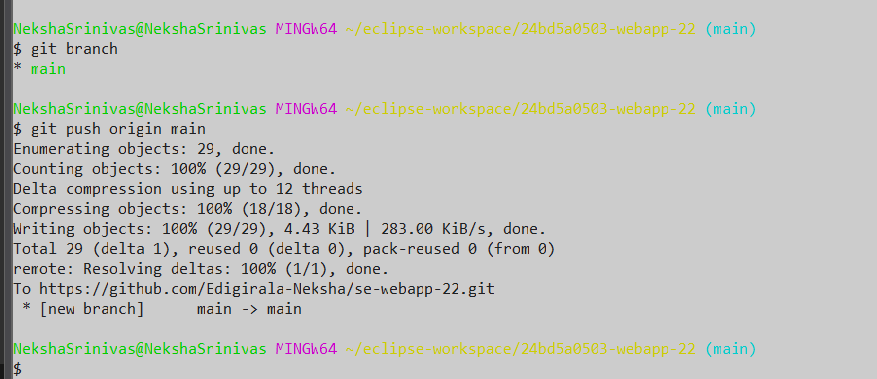 NekshaSrinivas@NekshaSrinivas MINGW64 ~/eclipse-workspace/24bd5a0503-webapp-22 (main)
$ git branch
* main
NekshaSrinivas@NekshaSrinivas MINGW64 ~/eclipse-workspace/24bd5a0503-webapp-22 (main)
$ git push origin main
Enumerating objects: 29, done.
Counting objects: 100% (29/29), done.
Delta compression using up to 12 threads
Compressing objects: 100% (18/18), done.
Writing objects: 100% (29/29), 4.43 KiB | 283.00 KiB/s, done.
Total 29 (delta 1), reused 0 (delta 0), pack-reused 0 (from 0)
remote: Resolving deltas: 100% (1/1), done.
To https://github.com/Edigirala-Neksha/se-webapp-22.git
 * [new branch]      main -> main
NekshaSrinivas@NekshaSrinivas MINGW64 ~/eclipse-workspace/24bd5a0503-webapp-22 (main)
$